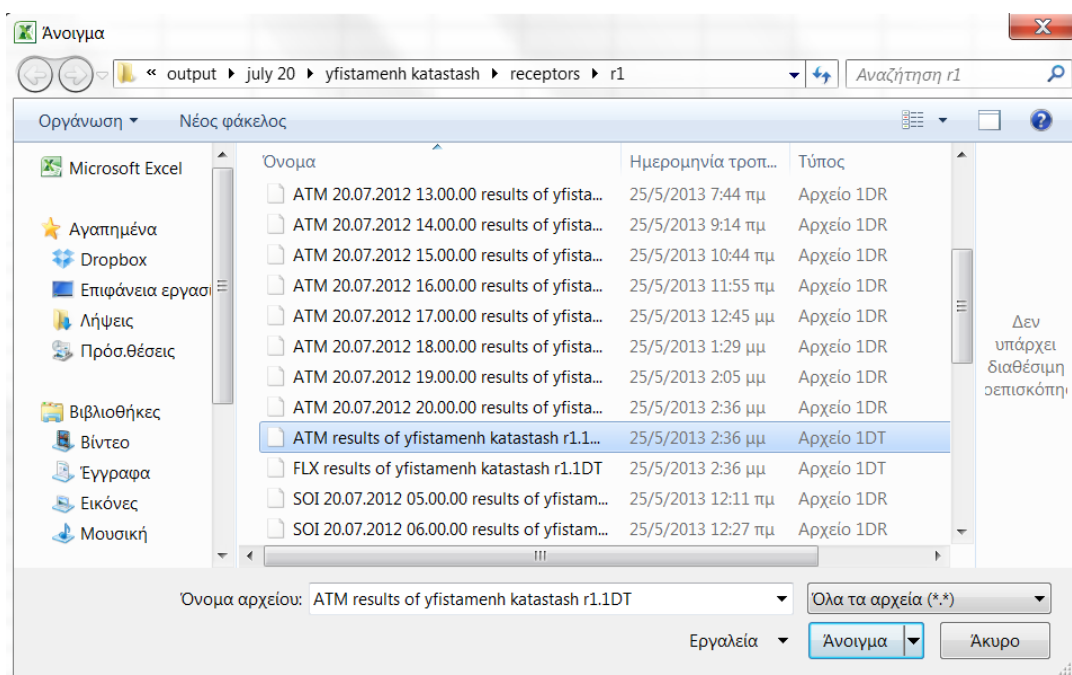 Άνοιγμα
« output ▸ july 20 ▸ yfistamenh katastash ▸ receptors ▸ r1
Αναζήτηση r1
Οργάνωση Νέος φάκελος
Microsoft Excel
Αγαπημένα
Dropbox
Επιφάνεια εργασι
Λήψεις
Πρόσ.θέσεις
Βιβλιοθήκες
Βίντεο
Έγγραφα
Εικόνες
Μουσική
Όνομα Ημερομηνία τροπ... Τύπος
ATM 20.07.2012 13.00.00 results of yfista... 25/5/2013 7:44 πμ Αρχείο 1DR
ATM 20.07.2012 14.00.00 results of yfista... 25/5/2013 9:14 πμ Αρχείο 1DR
ATM 20.07.2012 15.00.00 results of yfista... 25/5/2013 10:44 πμ Αρχείο 1DR
ATM 20.07.2012 16.00.00 results of yfista... 25/5/2013 11:55 πμ Αρχείο 1DR
ATM 20.07.2012 17.00.00 results of yfista... 25/5/2013 12:45 μμ Αρχείο 1DR
ATM 20.07.2012 18.00.00 results of yfista... 25/5/2013 1:29 μμ Αρχείο 1DR
ATM 20.07.2012 19.00.00 results of yfista... 25/5/2013 2:05 μμ Αρχείο 1DR
ATM 20.07.2012 20.00.00 results of yfista... 25/5/2013 2:36 μμ Αρχείο 1DR
ATM results of yfistamenh katastash r1.1... 25/5/2013 2:36 μμ Αρχείο 1DT
FLX results of yfistamenh katastash r1.1DT 25/5/2013 2:36 μμ Αρχείο 1DT
SOI 20.07.2012 05.00.00 results of yfistam... 25/5/2013 12:11 πμ Αρχείο 1DR
SOI 20.07.2012 06.00.00 results of yfistam... 25/5/2013 12:27 πμ Αρχείο 1DR
Δεν
υπάρχει
διαθέσιμη
ρεπισκόπη
Όνομα αρχείου: ATM results of yfistamenh katastash r1.1DT
Όλα τα αρχεία (*.*)
Εργαλεία Άνοιγμα Άκυρο